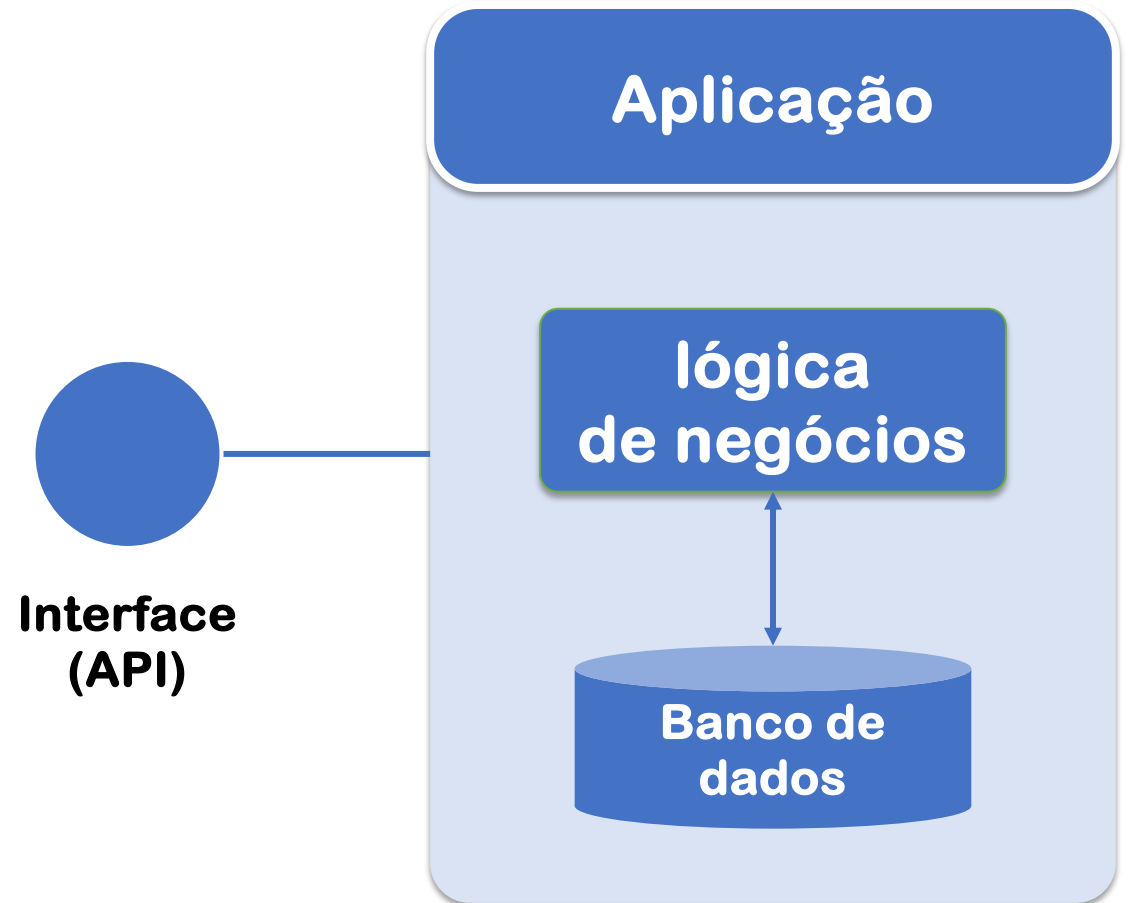 Aplicação
lógica
de negócios
Interface
(API)
Banco de
dados